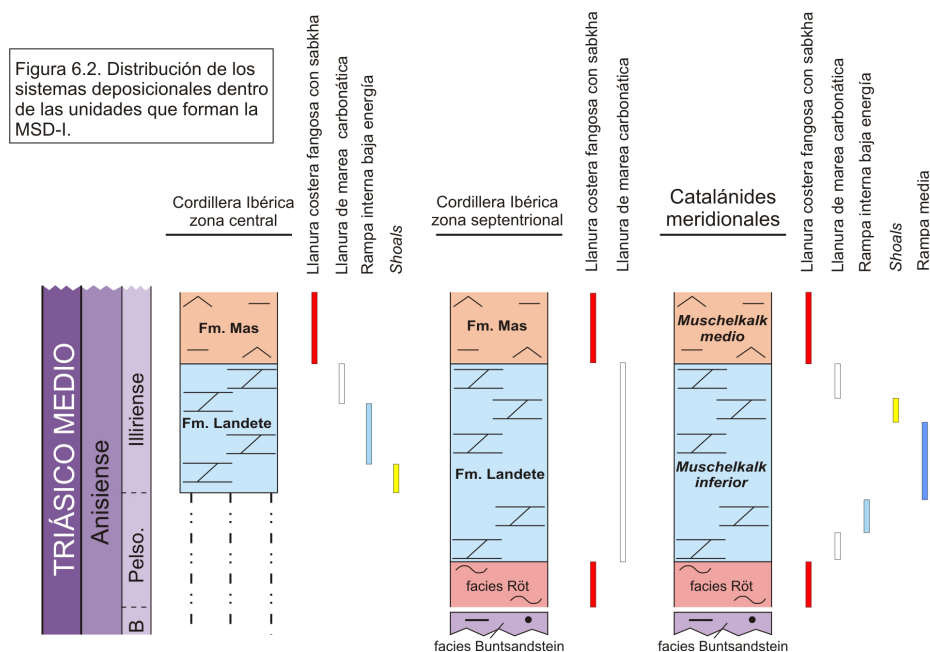 Figura 6.2. Distribución de los
sistemas deposicionales dentro
de las unidades que forman la
MSD-I.
Cordillera Ibérica
zona central
Llanura costera fangosa con sabkha
Llanura de marea carbonática
Rampa interna baja energía
Shoals
Cordillera Ibérica
zona septentrional
Llanura costera fangosa con sabkha
Llanura de marea carbonática
Catalánides
meridionales
Llanura costera fangosa con sabkha
Llanura de marea carbonática
Rampa interna baja energía
Shoals
Rampa media
TRIÁSICO MEDIO
Anisiense
Illiriense
Pelso.
B
Fm. Mas
Fm. Landete
Fm. Mas
Fm. Landete
facies Röt
facies Buntsandstein
Muschelkalk
medio
Muschelkalk
inferior
facies Röt
facies Buntsandstein